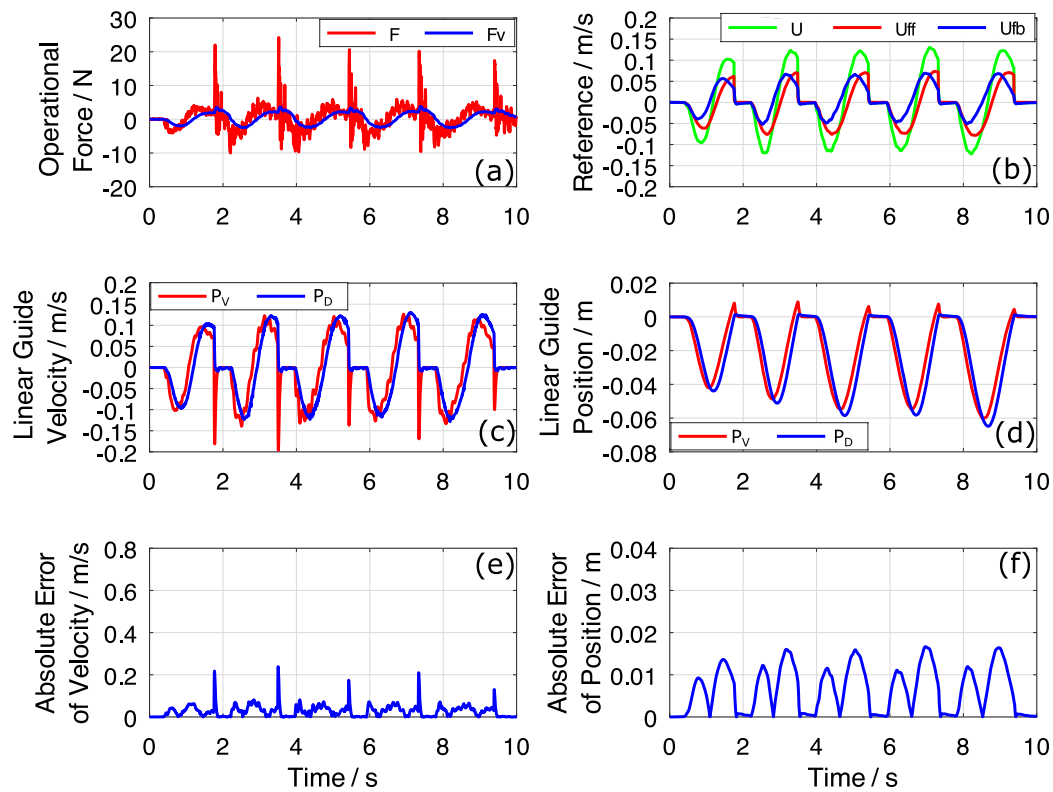 30
20
10
0
-10
-20
0 2 4 6 8 10
Operational
Force / N
F Fv
(a)
0.2
0.15
0.1
0.05
0
-0.05
-0.1
-0.15
-0.2
0 2 4 6 8 10
Reference / m/s
U Uff Ufb
(b)
0.2
0.15
0.1
0.05
0
-0.05
-0.1
-0.15
0.2
0 2 4 6 8 10
Linear Guide
Velocity / m/s
PV PD
(c)
0.02
0
-0.02
-0.04
-0.06
-0.08
0 2 4 6 8 10
Linear Guide
Position / m
PV PD
(d)
0.8
0.6
0.4
0.2
0
0 2 4 6 8 10
Absolute Error
of Velocity / m/s
Time / s
(e)
0.04
0.03
0.02
0.01
0
0 2 4 6 8 10
Absolute Error
of Position / m
Time / s
(f)